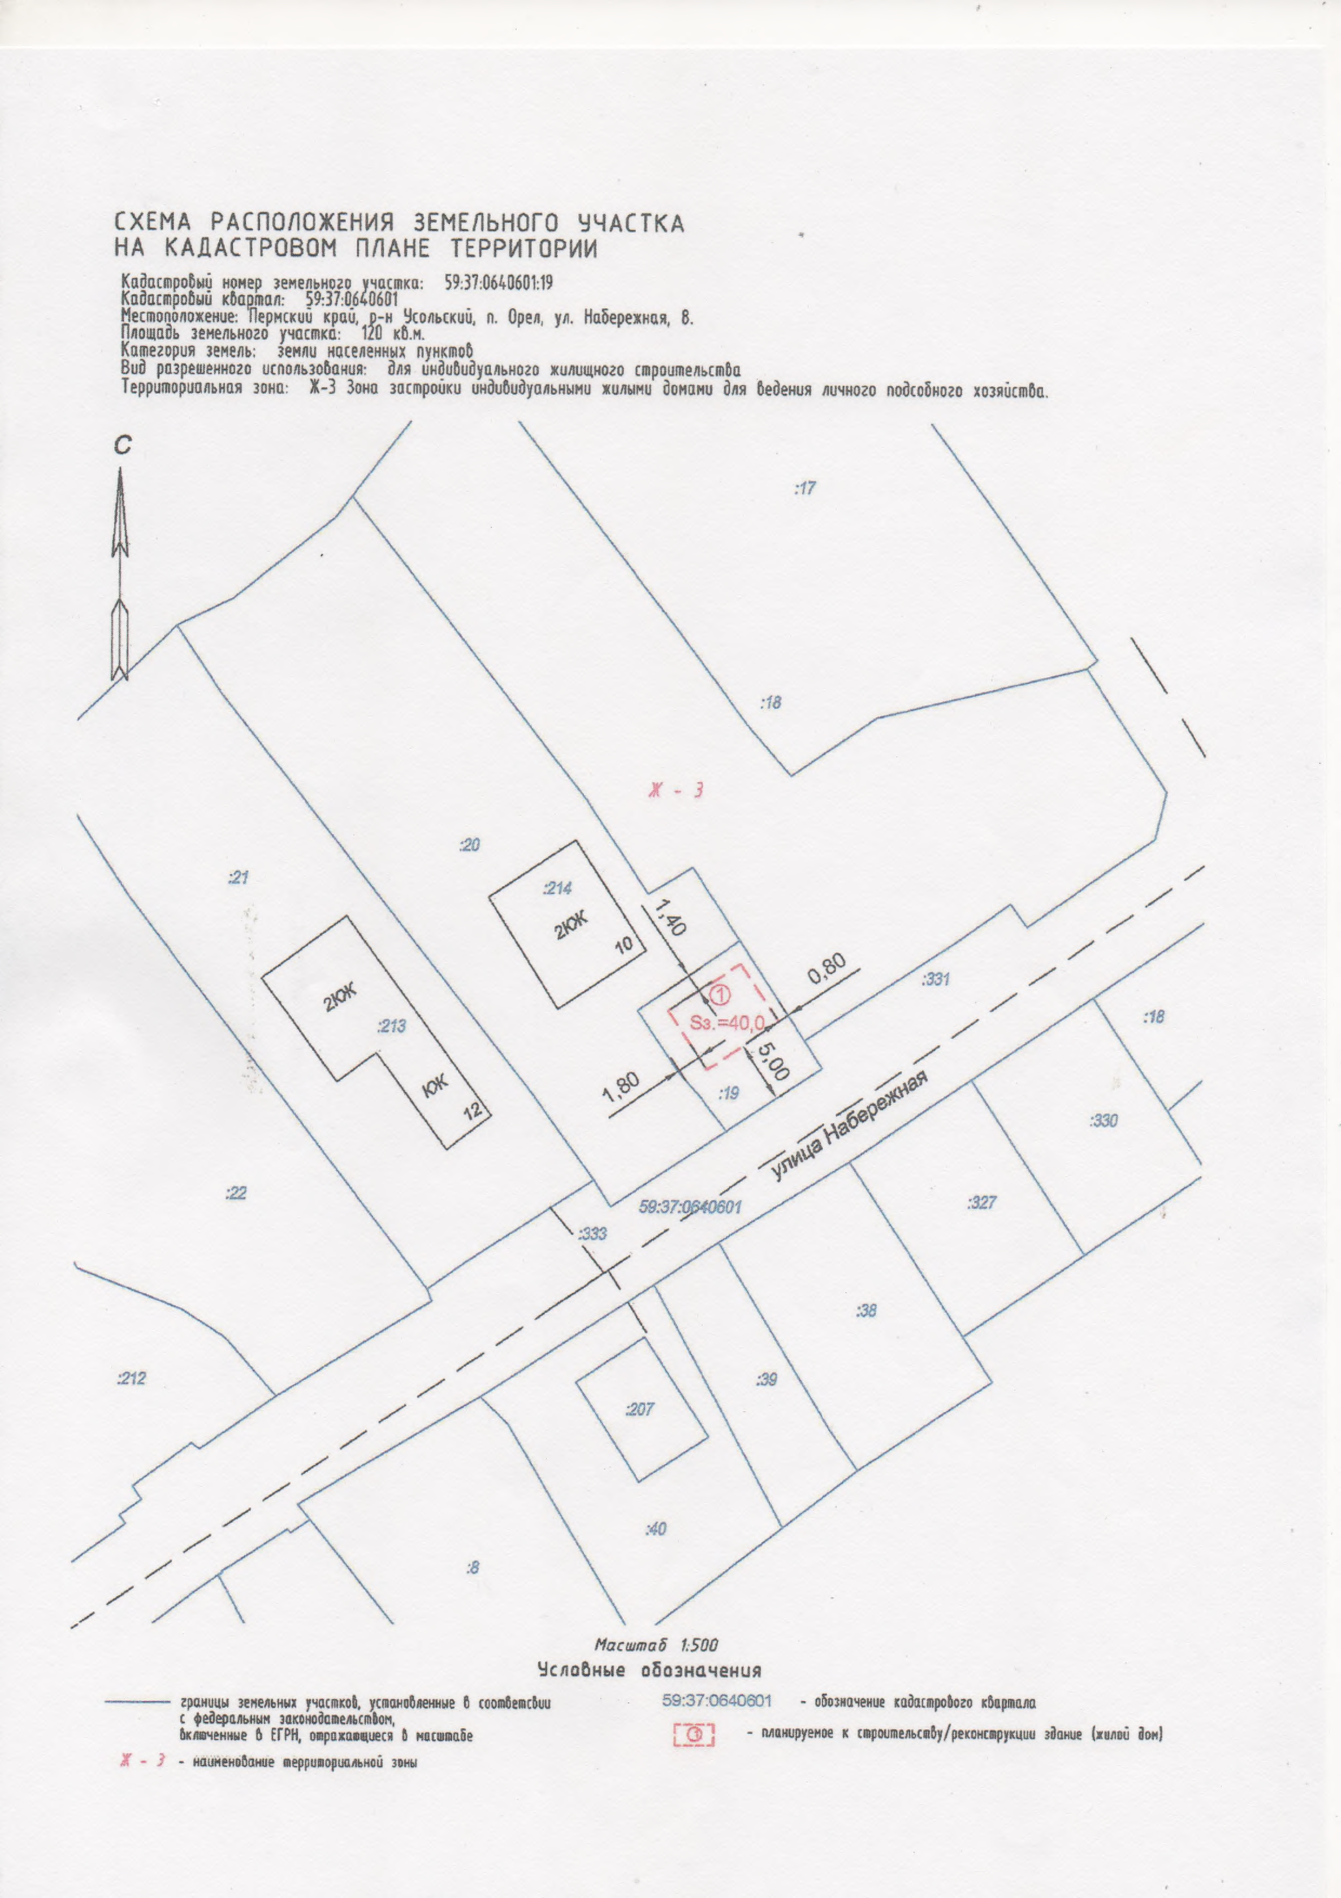 СХЕМА РАСПОЛОЖЕНИЯ ЗЕМЕЛЬНОГО УЧАСТКА
НА КАДАСТРОВОМ ПЛАНЕ ТЕРРИТОРИИ
Кадастровый номер земельного участка: 59:37:0640601:19
Кадастровый квартал: 59:37:0640601
Местоположение: Пермский край, р-н Усольский, п. Орел, ул. Набережная, 8.
Площадь земельного участка: 120 кв.м.
Категория земель: земли населенных пунктов
Вид разрешенного использования: для индивидуального жилищного строительства
Территориальная зона: Ж-3 Зона застройки индивидуальными жилыми домами для ведения личного подсобного хозяйства.
С
:17
:18
Ж - 3
:20
:21
:214
2КЖ
10
1,40
0,80
1
Sз.=40,0
:331
2КЖ
:213
:18
5,00
1,80
КЖ
12
:19
улица Набережная
:330
:22
59:37:0640601
:327
:333
:38
:212
:39
:207
:40
:8
Масштаб 1:500
Условные обозначения
границы земельных участков, установленные в соответсвии
с федеральным законодательством,
включенные в ЕГРН, отражающиеся в масштабе
Ж - 3 - наименование территориальной зоны
59:37:0640601 - обозначение кадастрового квартала
1 - планируемое к строительству/реконструкции здание (жилой дом)